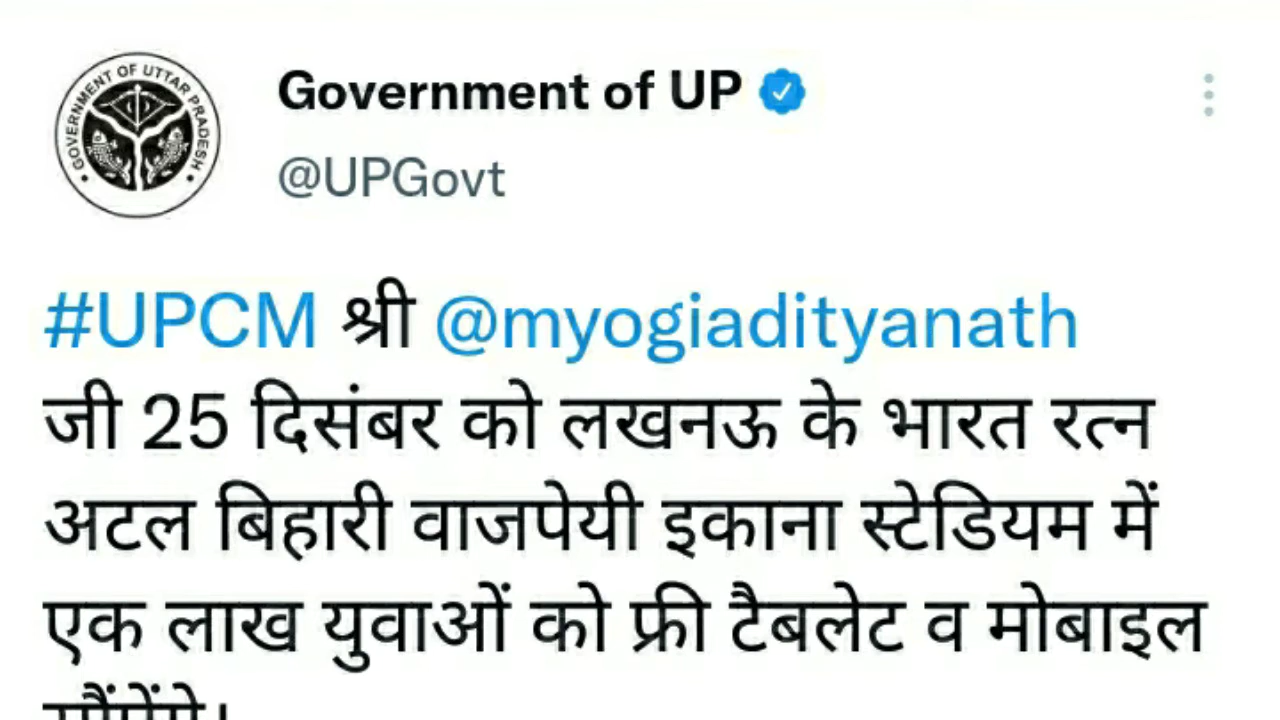 GOVERNMENT OF UTTAR PRADESH
Government of UP
@UPGovt
#UPCM श्री @myogiadityanath
जी 25 दिसंबर को लखनऊ के भारत रत्न
अटल बिहारी वाजपेयी इकाना स्टेडियम में
एक लाख युवाओं को फ्री टैबलेट व मोबाइल